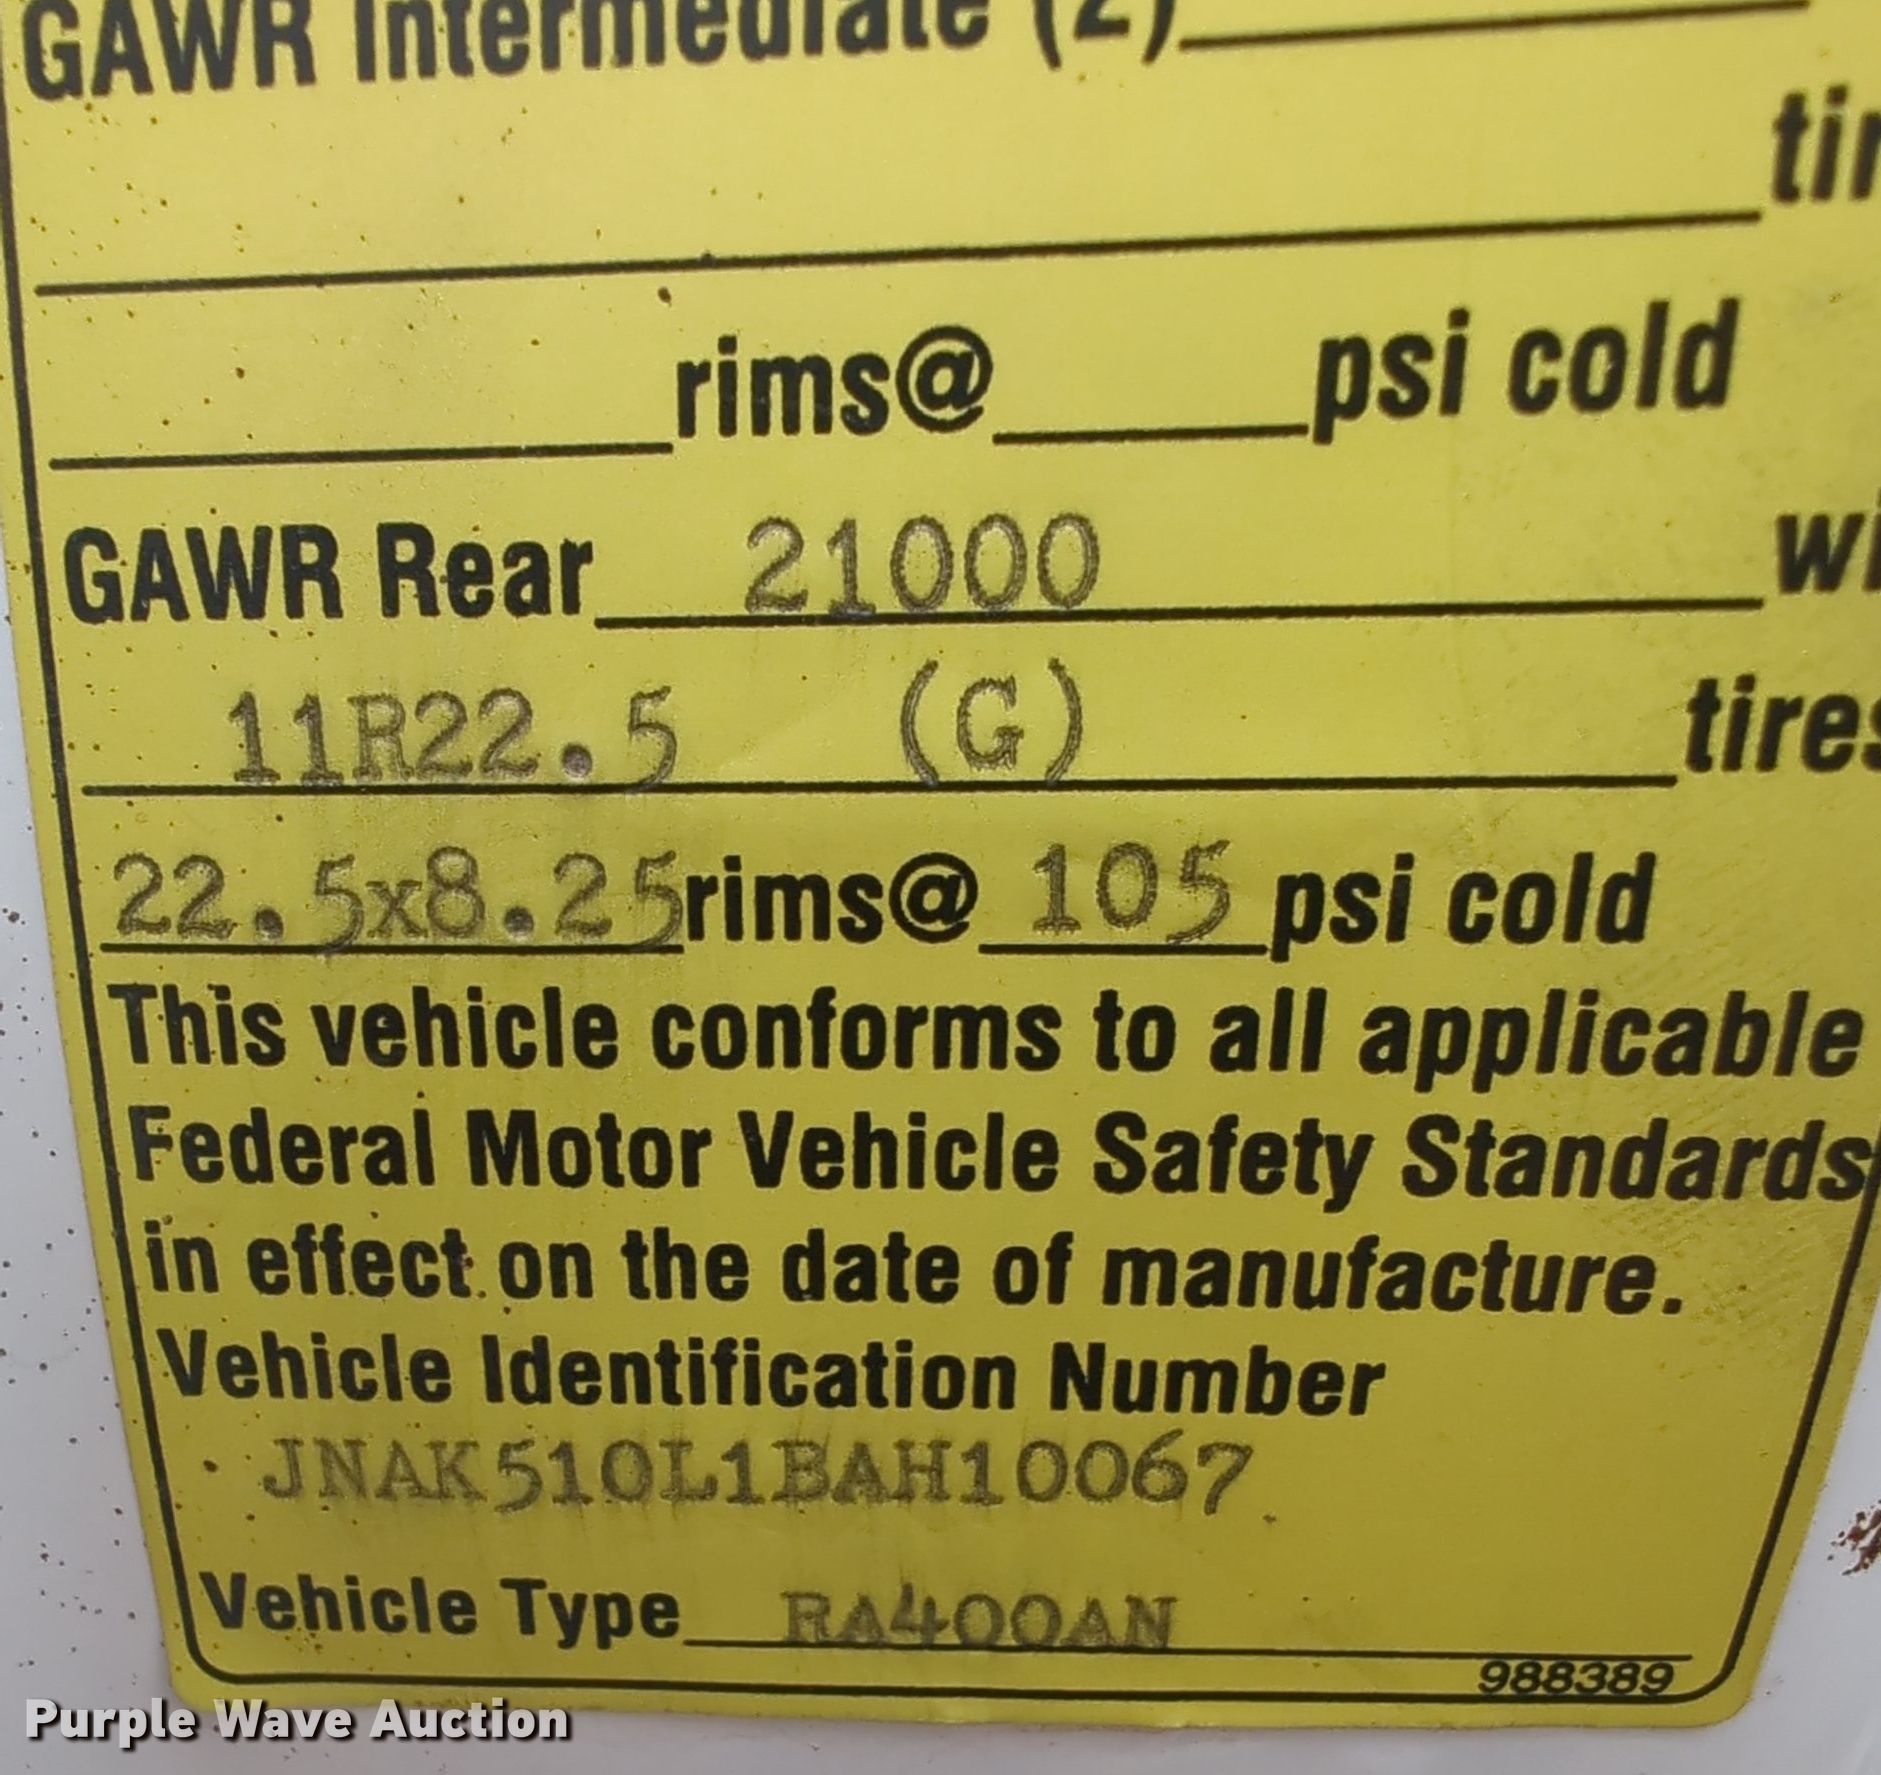 GAWR Intermediate (2)
tir
rims@ psi cold
GAWR Rear 21000 wi
11R22.5 (G) tires
22.5x8.25 rims@ 105 psi cold
This vehicle conforms to all applicable
Federal Motor Vehicle Safety Standards
in effect on the date of manufacture.
Vehicle Identification Number
JNAK510L1BAH10067
Vehicle Type RA400AN
988389
Purple Wave Auction